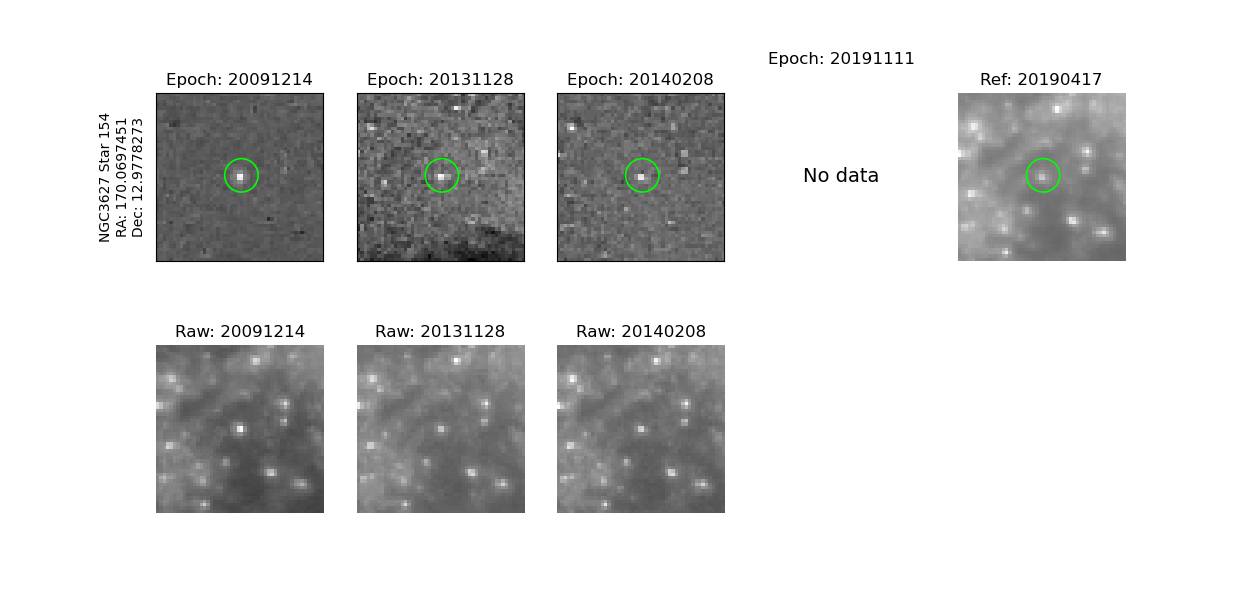 Epoch: 20191111
Epoch: 20091214
Epoch: 20131128
Epoch: 20140208
Ref: 20190417
NGC3627 Star 154
RA: 170.0697451
Dec: 12.9778273
No data
Raw: 20091214
Raw: 20131128
Raw: 20140208